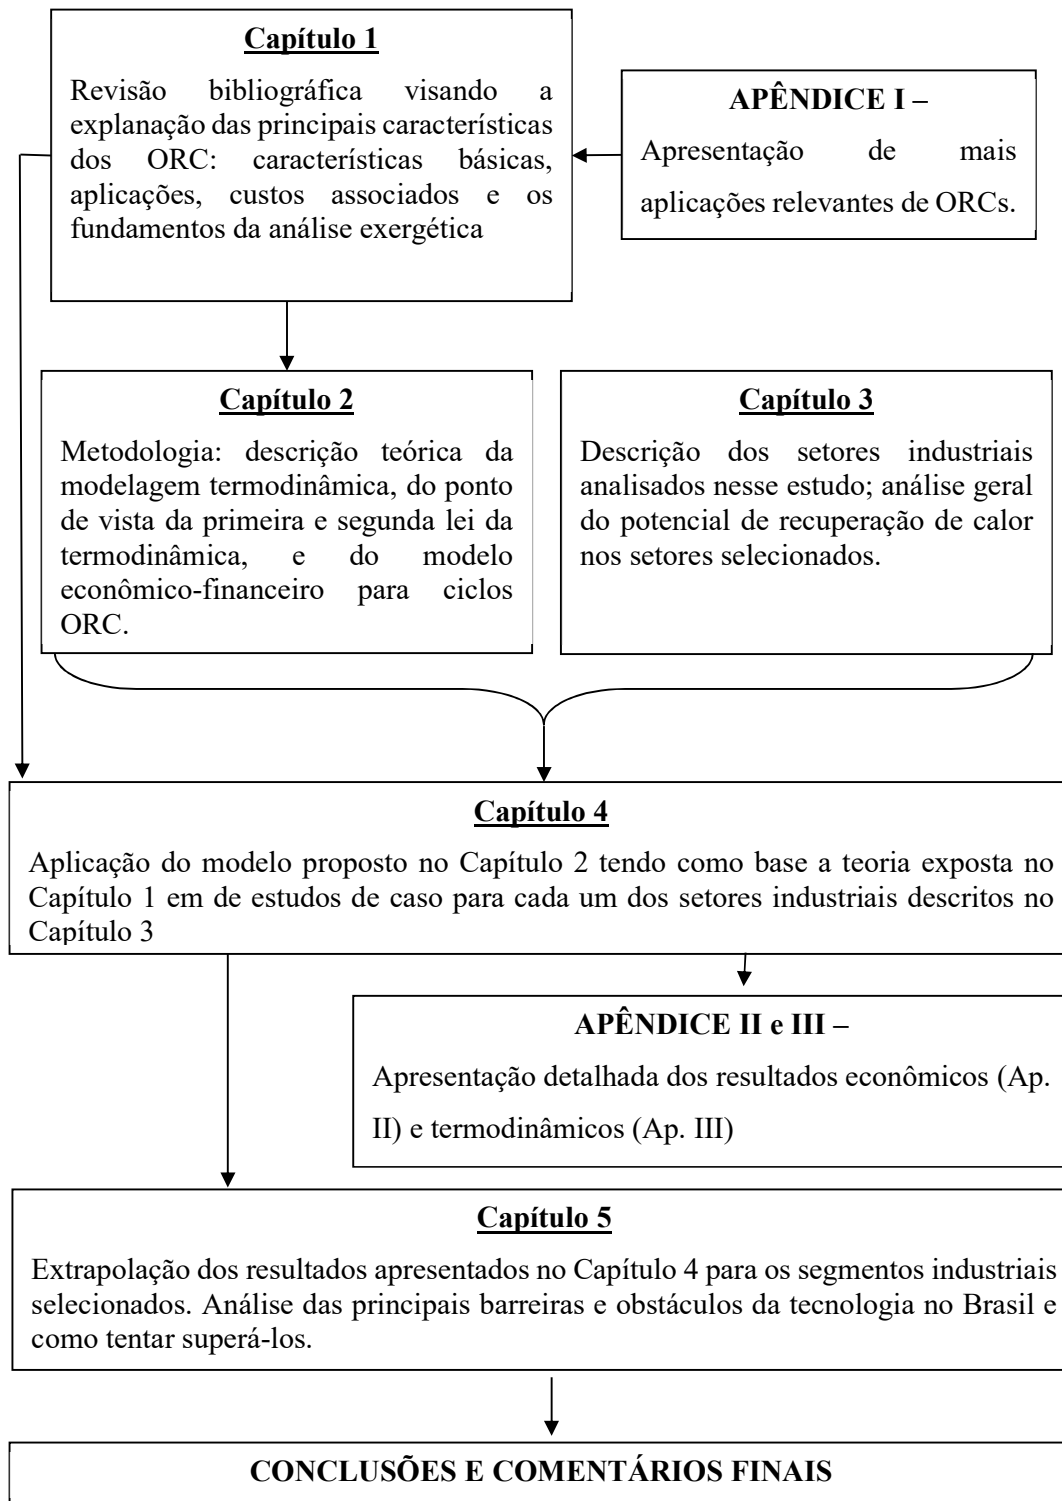 Capítulo 1
Revisão bibliográfica visando a
explanação das principais características
dos ORC: características básicas,
aplicações, custos associados e os
fundamentos da análise exergética
APÊNDICE I –
Apresentação de mais
aplicações relevantes de ORCs.
Capítulo 2
Metodologia: descrição teórica da
modelagem termodinâmica, do ponto
de vista da primeira e segunda lei da
termodinâmica, e do modelo
econômico-financeiro para ciclos
ORC.
Capítulo 3
Descrição dos setores industriais
analisados nesse estudo; análise geral
do potencial de recuperação de calor
nos setores selecionados.
Capítulo 4
Aplicação do modelo proposto no Capítulo 2 tendo como base a teoria exposta no
Capítulo 1 em de estudos de caso para cada um dos setores industriais descritos no
Capítulo 3
APÊNDICE II e III –
Apresentação detalhada dos resultados econômicos (Ap.
II) e termodinâmicos (Ap. III)
Capítulo 5
Extrapolação dos resultados apresentados no Capítulo 4 para os segmentos industriais
selecionados. Análise das principais barreiras e obstáculos da tecnologia no Brasil e
como tentar superá-los.
CONCLUSÕES E COMENTÁRIOS FINAIS